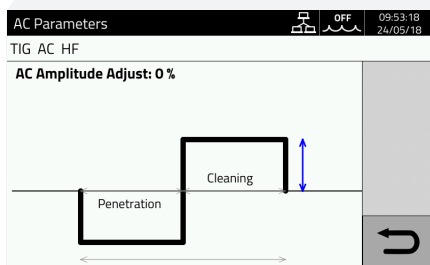 AC Parameters
OFF
09:53:18
24/05/18
TIG AC HF
AC Amplitude Adjust: 0 %
Cleaning
Penetration